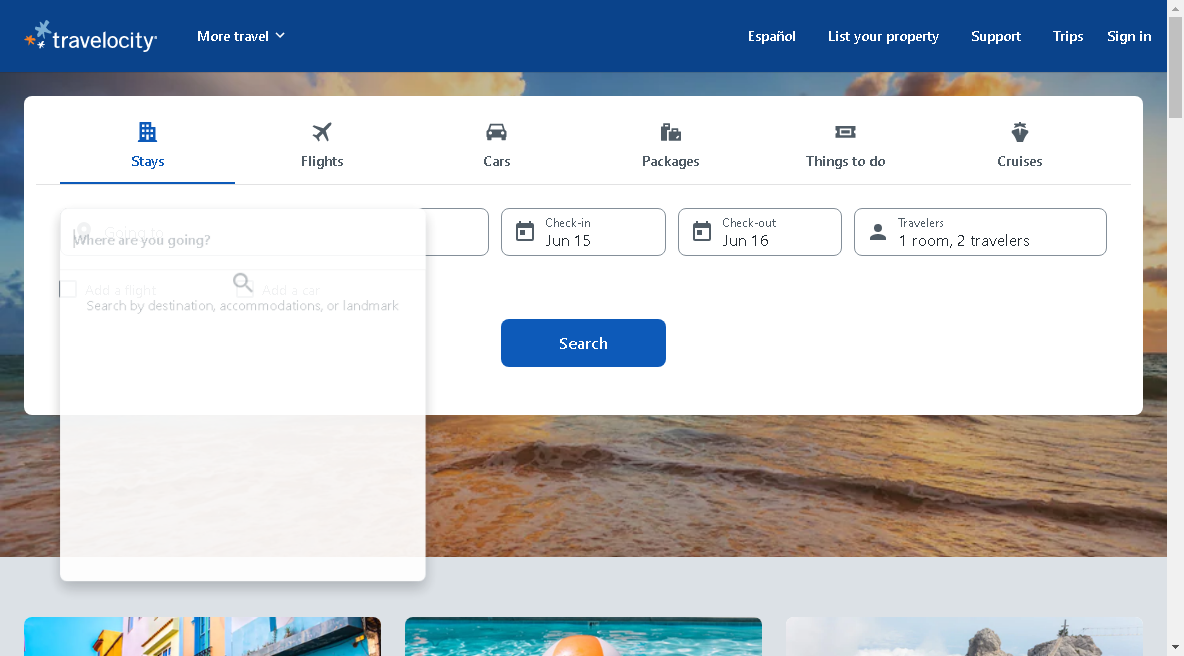 travelocity
More travel
Español
List your property
Support
Trips
Sign in
Stays
Flights
Cars
Packages
Things to do
Cruises
Going to
Where are you going?
Check-in
Jun 15
Check-out
Jun 16
Travelers
1 room, 2 travelers
Add a flight
Add a car
Search by destination, accommodations, or landmark
Search